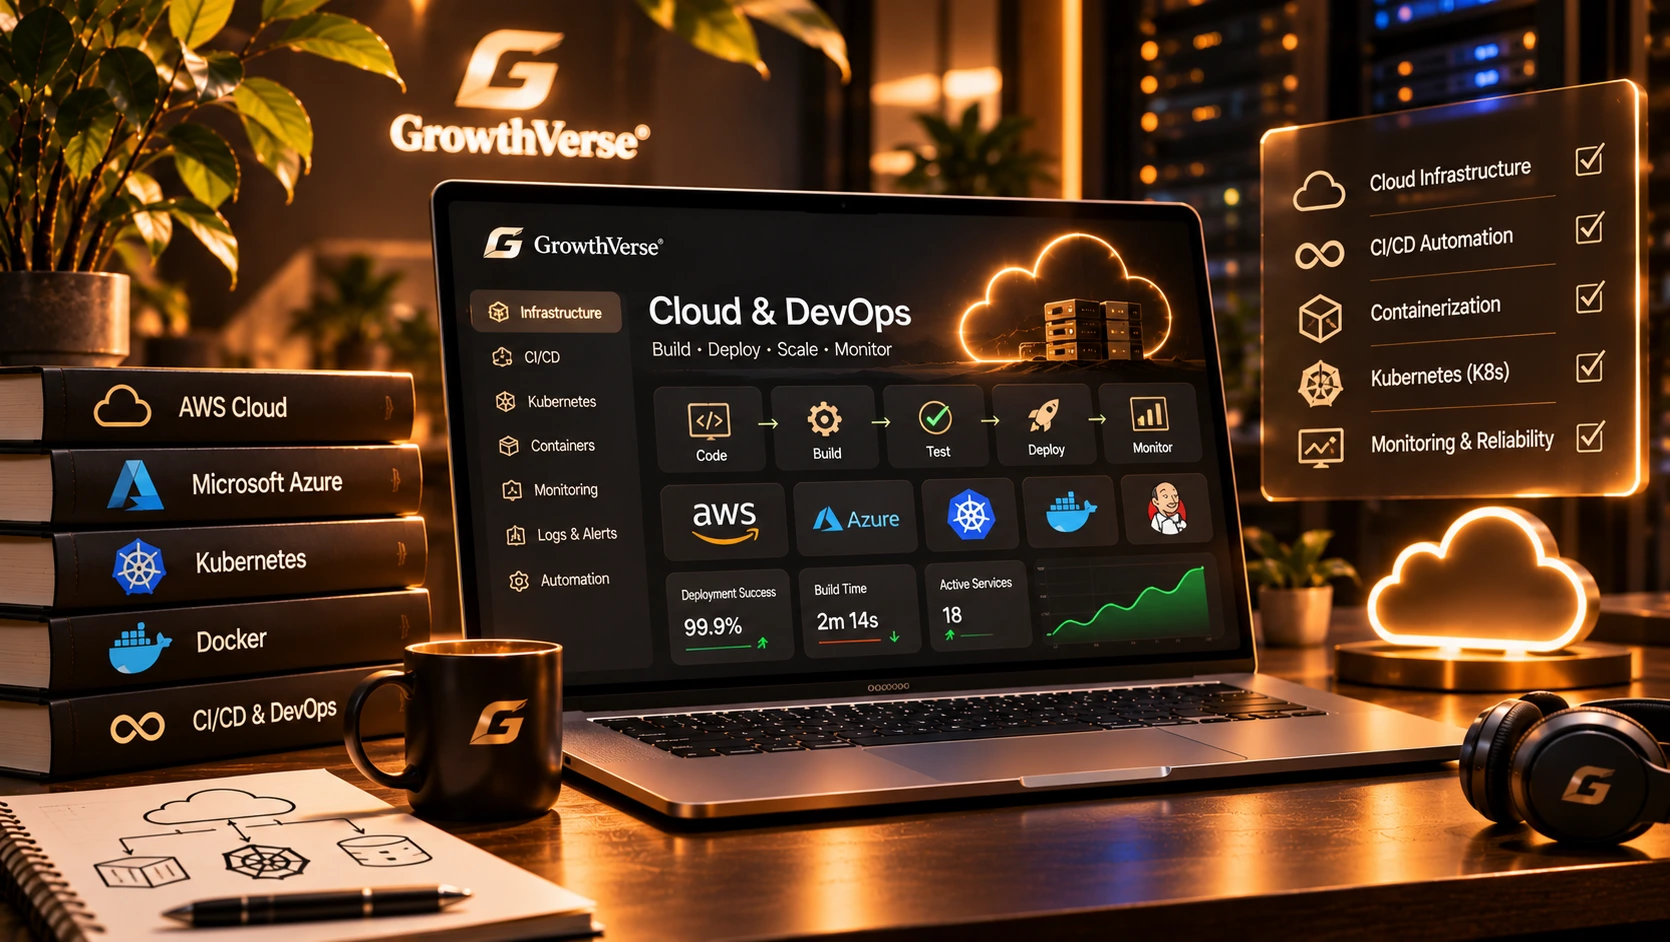 GrowthVerse®
GrowthVerse®
Infrastructure
CI/CD
Kubernetes
Containers
Monitoring
Logs & Alerts
Automation
Cloud & DevOps
Build · Deploy · Scale · Monitor
Code
Build
Test
Deploy
Monitor
aws
Azure
Deployment Success
99.9%
Build Time
2m 14s
Active Services
18
AWS Cloud
Microsoft Azure
Kubernetes
Docker
CI/CD & DevOps
Cloud Infrastructure
CI/CD Automation
Containerization
Kubernetes (K8s)
Monitoring & Reliability